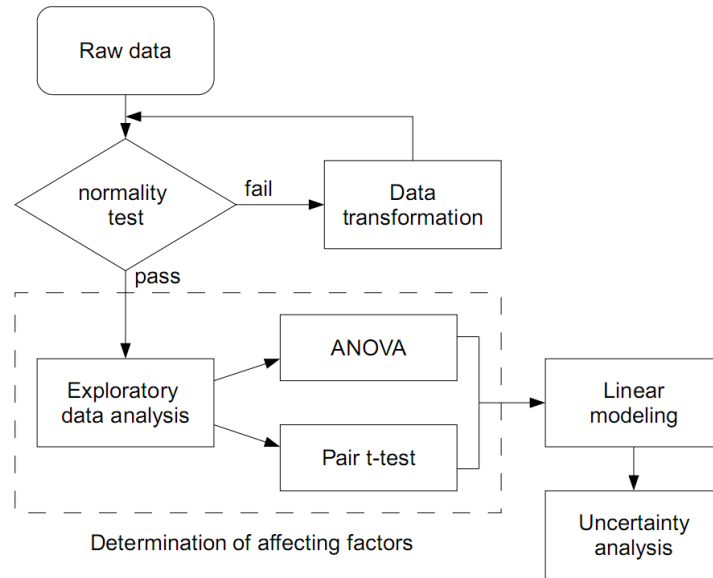 Raw data
normality
test
fail
Data
transformation
pass
Exploratory
data analysis
ANOVA
Pair t-test
Linear
modeling
Uncertainty
analysis
Determination of affecting factors